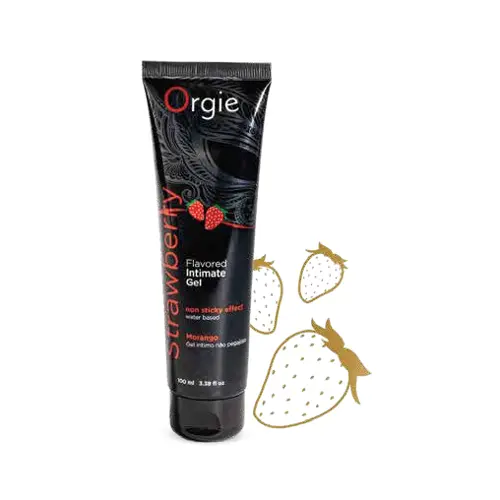 Orgie
Strawberry
Flavored
Intimate
Gel
non sticky effect
water based
Morango
Gel íntimo não pegajoso
100 ml 3.38 fl oz